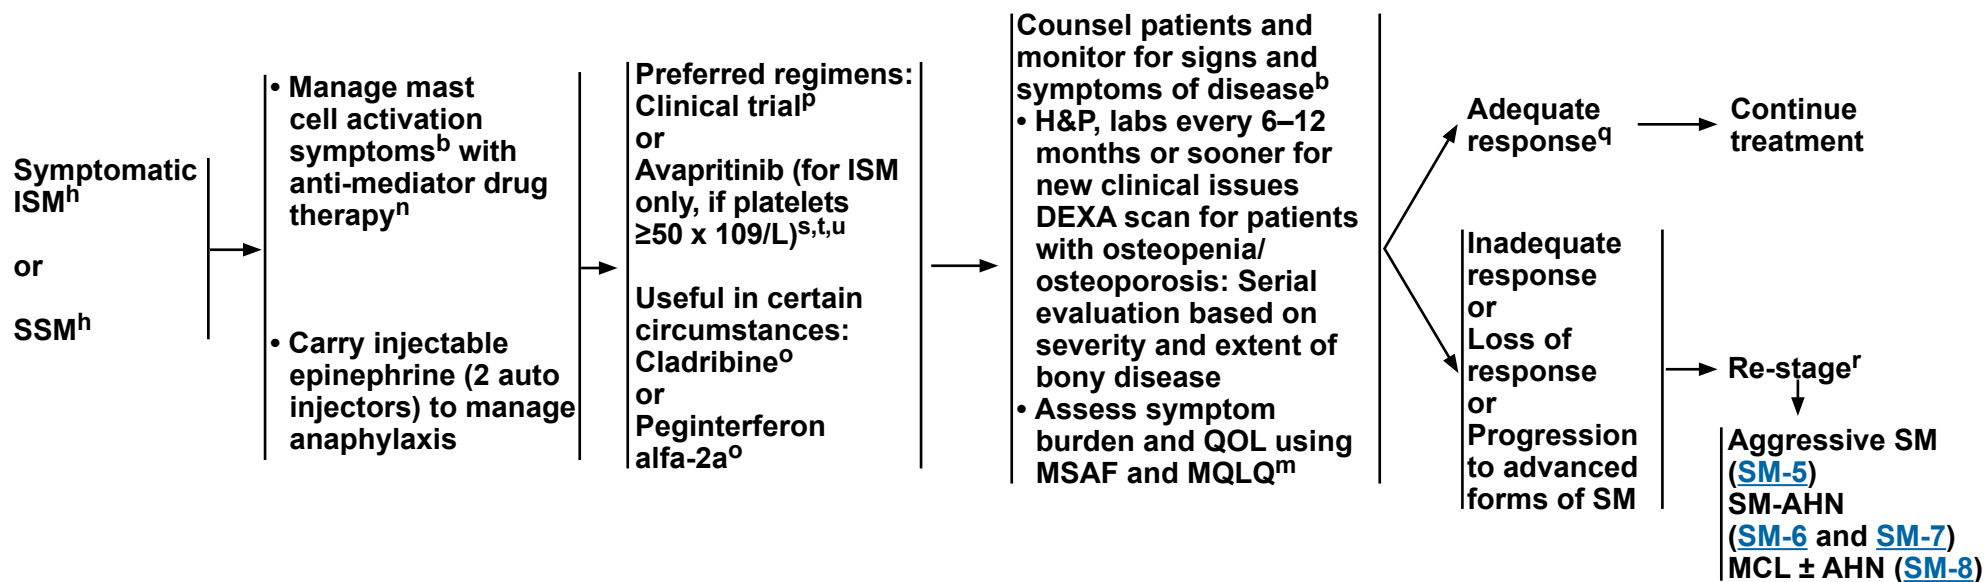 Symptomatic
ISMʰ
or
SSMʰ
• Manage mast
cell activation
symptomsᵇ with
anti-mediator drug
therapyⁿ
• Carry injectable
epinephrine (2 auto
injectors) to manage
anaphylaxis
Preferred regimens:
Clinical trialᵖ
or
Avapritinib (for ISM
only, if platelets
≥50 x 109/L)ˢ,ᵗ,ᵘ
Useful in certain
circumstances:
Cladribineᵒ
or
Peginterferon
alfa-2aᵒ
Counsel patients and
monitor for signs and
symptoms of diseaseᵇ
• H&P, labs every 6–12
months or sooner for
new clinical issues
DEXA scan for patients
with osteopenia/
osteoporosis: Serial
evaluation based on
severity and extent of
bony disease
• Assess symptom
burden and QOL using
MSAF and MQLQᵐ
Adequate
response^q
Continue
treatment
Inadequate
response
or
Loss of
response
or
Progression
to advanced
forms of SM
Re-stageʳ
Aggressive SM
(SM-5)
SM-AHN
(SM-6 and SM-7)
MCL ± AHN (SM-8)